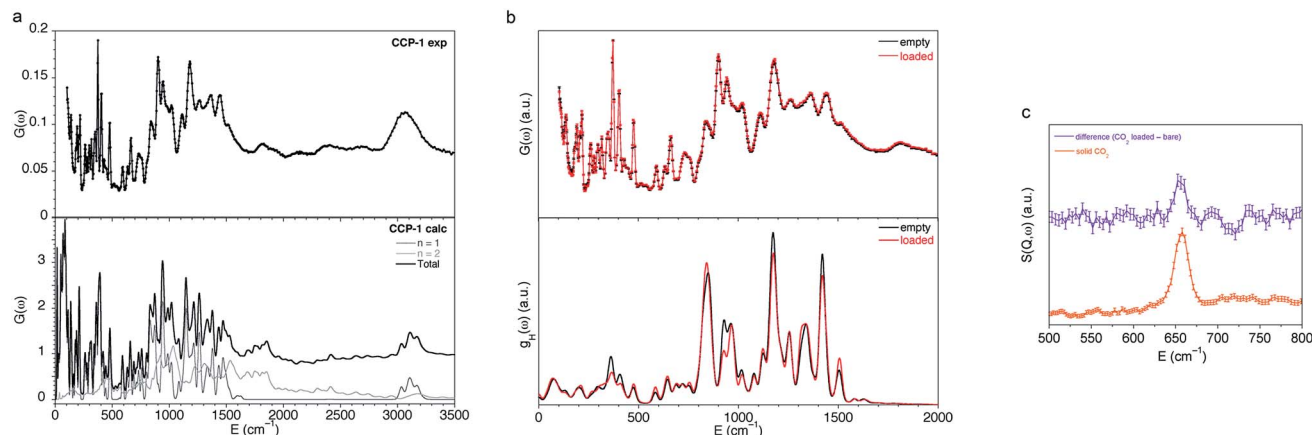 a
CCP-1 exp
G(ω)
0.2
0.15
0.1
0.05
0
CCP-1 calc
n = 1
n = 2
Total
G(ω)
3
2
1
0
0 500 1000 1500 2000 2500 3000 3500
E (cm⁻¹)
b
empty
loaded
G(ω) (a.u.)
empty
loaded
g_H(ω) (a.u.)
0 500 1000 1500 2000
E (cm⁻¹)
c
difference (CO₂ loaded – bare)
solid CO₂
S(Q,ω) (a.u.)
500 550 600 650 700 750 800
E (cm⁻¹)